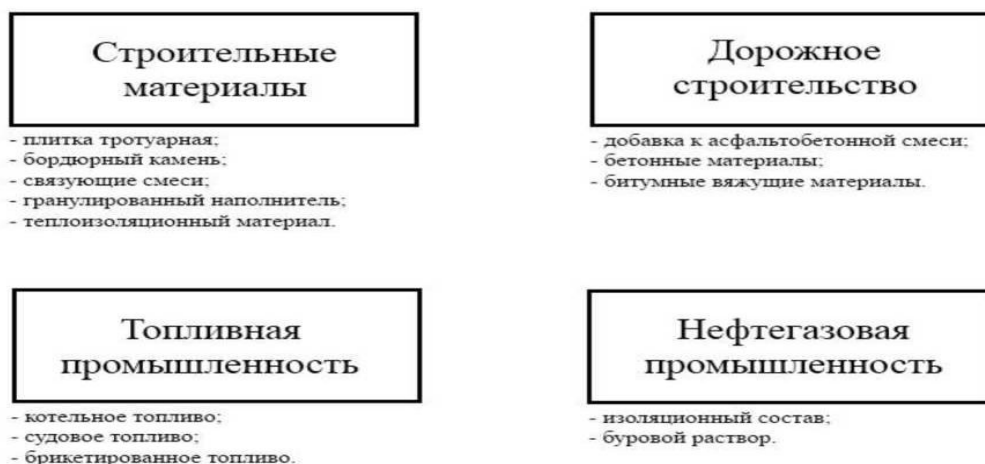 Строительные
материалы
- плитка тротуарная;
- бордюрный камень;
- связующие смеси;
- гранулированный наполнитель;
- теплоизоляционный материал.
Дорожное
строительство
- добавка к асфальтобетонной смеси;
- бетонные материалы;
- битумные вяжущие материалы.
Топливная
промышленность
- котельное топливо;
- судовое топливо;
- брикетированное топливо.
Нефтегазовая
промышленность
- изоляционный состав;
- буровой раствор.